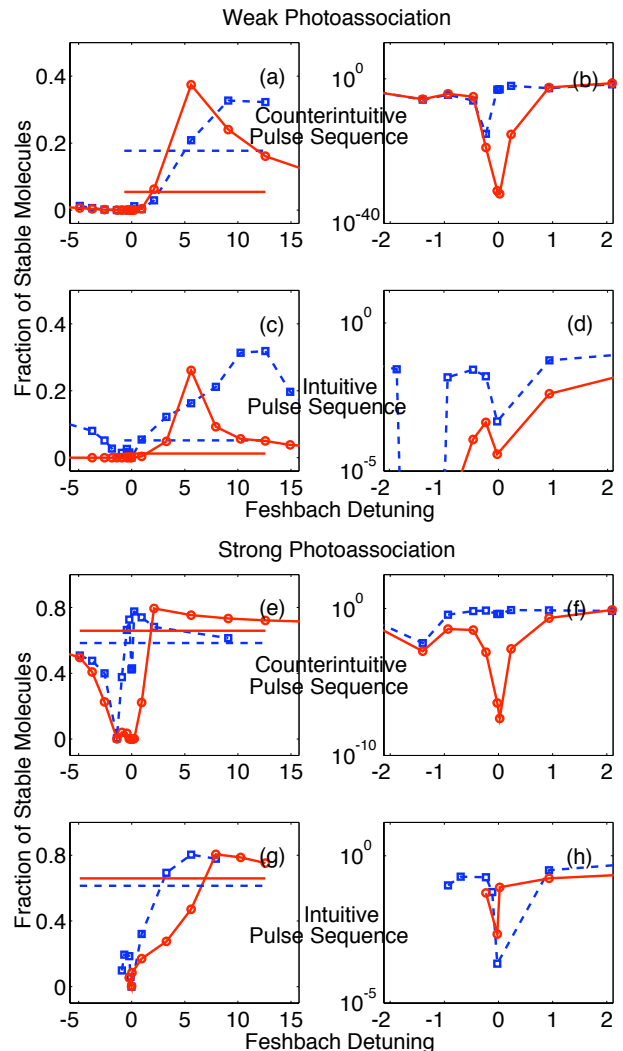 Weak Photoassociation
(a)
(b)
0.4
0.2
0
-5 0 5 10 15
10^0
10^-40
-2 -1 0 1 2
Counterintuitive
Pulse Sequence
Fraction of Stable Molecules
(c)
(d)
0.4
0.2
0
-5 0 5 10 15
10^0
10^-5
-2 -1 0 1 2
Intuitive
Pulse Sequence
Feshbach Detuning
Strong Photoassociation
(e)
(f)
0.8
0.4
0
-5 0 5 10 15
10^0
10^-10
-2 -1 0 1 2
Counterintuitive
Pulse Sequence
Fraction of Stable Molecules
(g)
(h)
0.8
0.4
0
-5 0 5 10 15
10^0
10^-5
-2 -1 0 1 2
Intuitive
Pulse Sequence
Feshbach Detuning